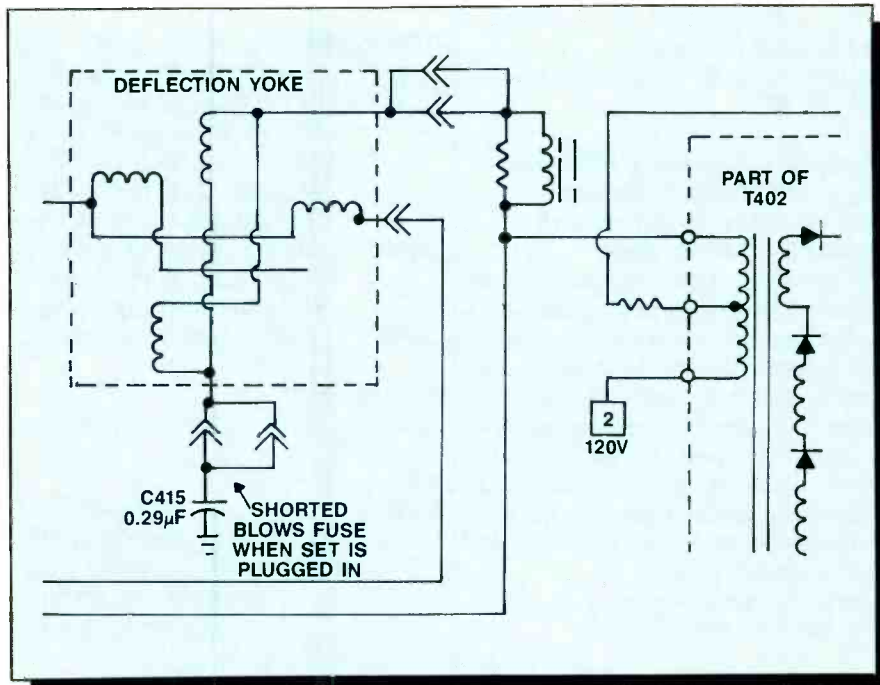 DEFLECTION YOKE
PART OF
T402
2
120V
C415
0.29μF
SHORTED
BLOWS FUSE
WHEN SET IS
PLUGGED IN